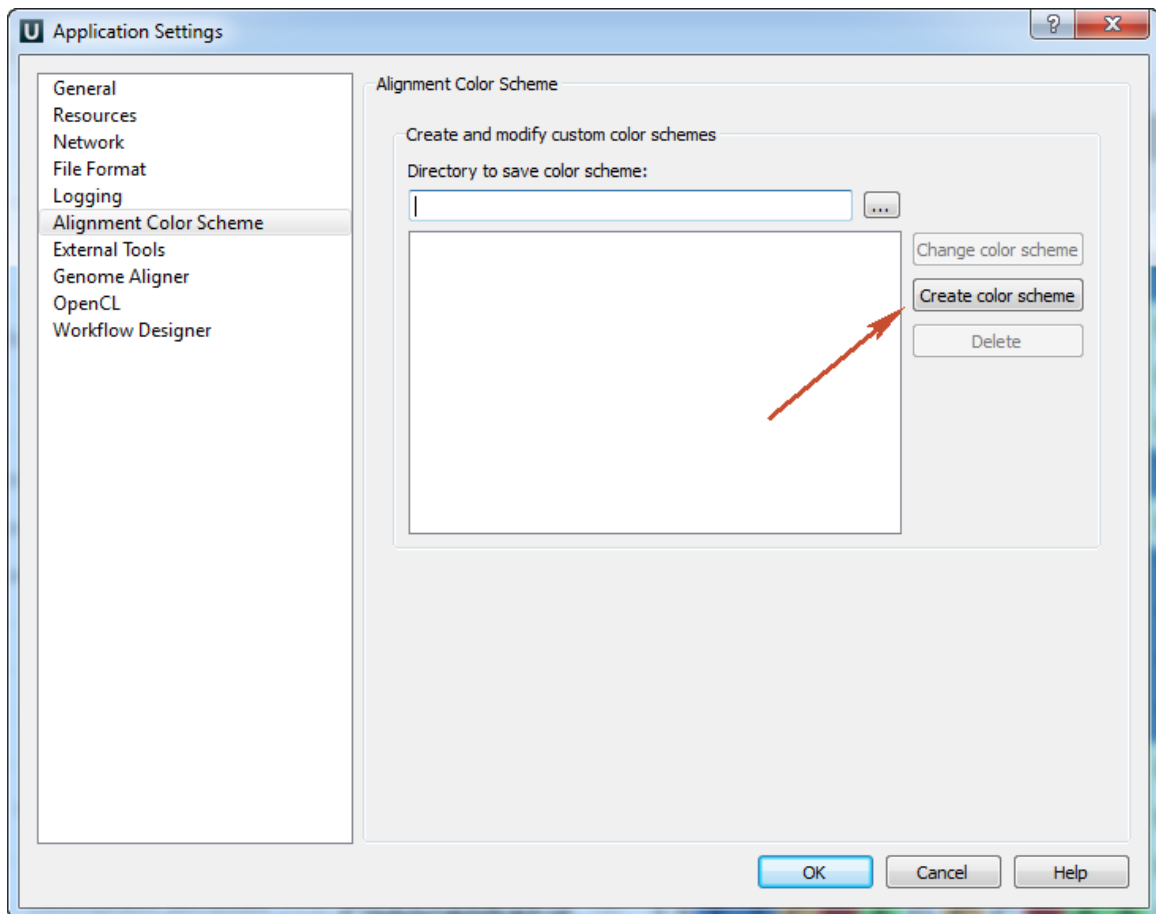 U Application Settings
?
X
General
Resources
Network
File Format
Logging
Alignment Color Scheme
External Tools
Genome Aligner
OpenCL
Workflow Designer
Alignment Color Scheme
Create and modify custom color schemes
Directory to save color scheme:
...
Change color scheme
Create color scheme
Delete
OK
Cancel
Help